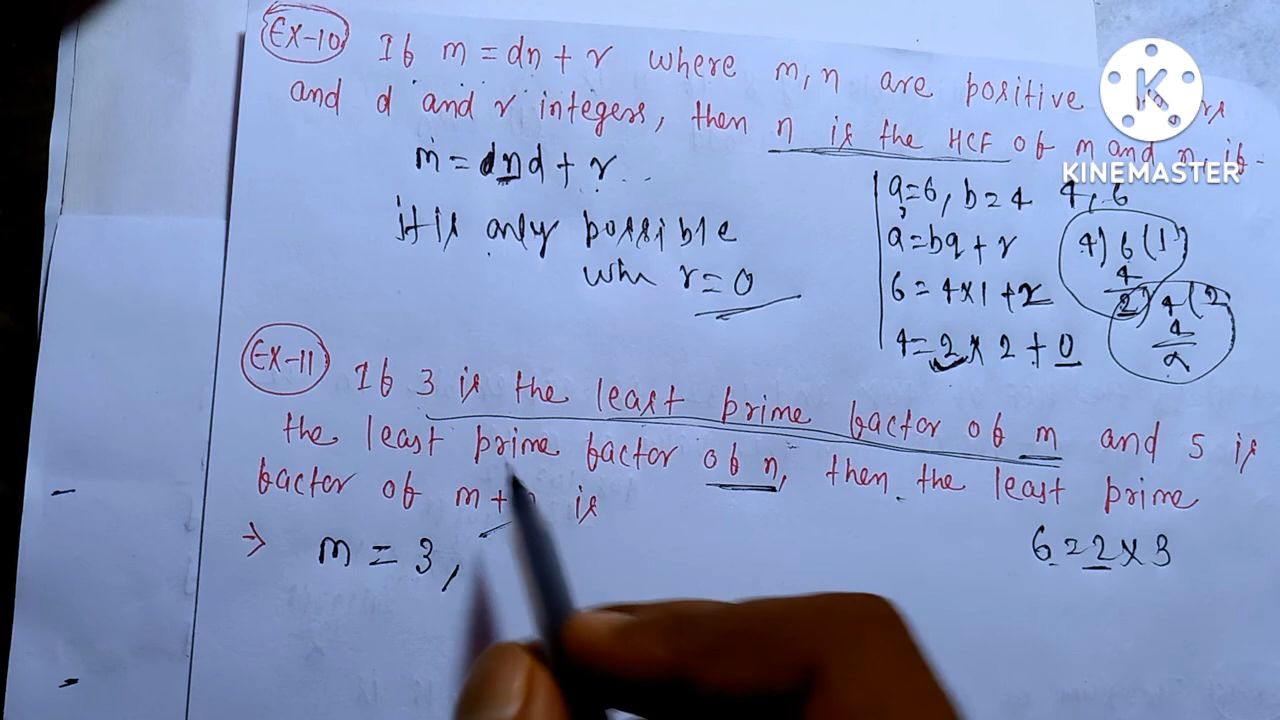 EX-10 If m = dn + r where m, n are positive
and d and r integers, then n is the HCF of m and n, if -
m = dnd + r
it is only possible
whn r = 0
a=6, b=4 4, 6
a = bq + r
6 = 4×1 + 2
4 = 2 × 2 + 0
4) 6 (1
4
2) 4 (2
4
EX-11 If 3 is the least prime factor of m and 5 is
the least prime factor of n, then the least prime
factor of m + is
⇒ m = 3,
6 = 2 × 3
K
KINEMASTER